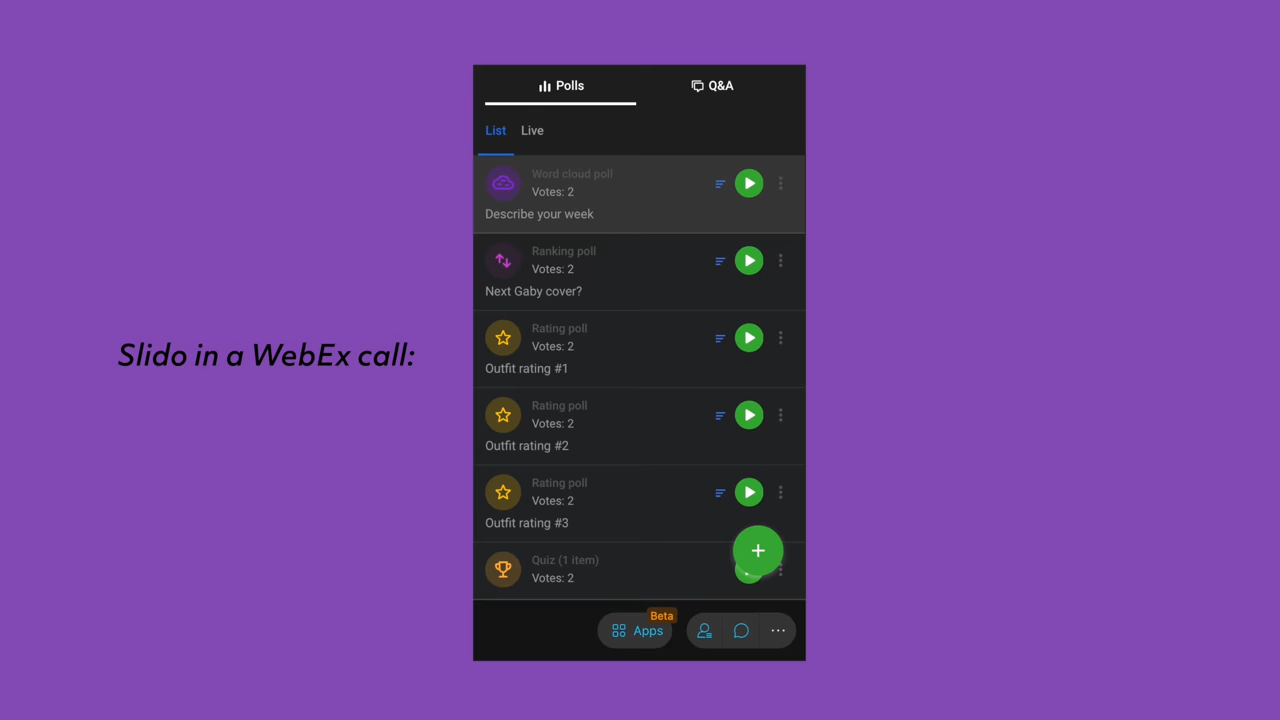 Polls
Q&A
List
Live
Word cloud poll
Votes: 2
Describe your week
Ranking poll
Votes: 2
Next Gaby cover?
Rating poll
Votes: 2
Outfit rating #1
Slido in a WebEx call:
Rating poll
Votes: 2
Outfit rating #2
Rating poll
Votes: 2
Outfit rating #3
Quiz (1 item)
Votes: 2
Beta
Apps